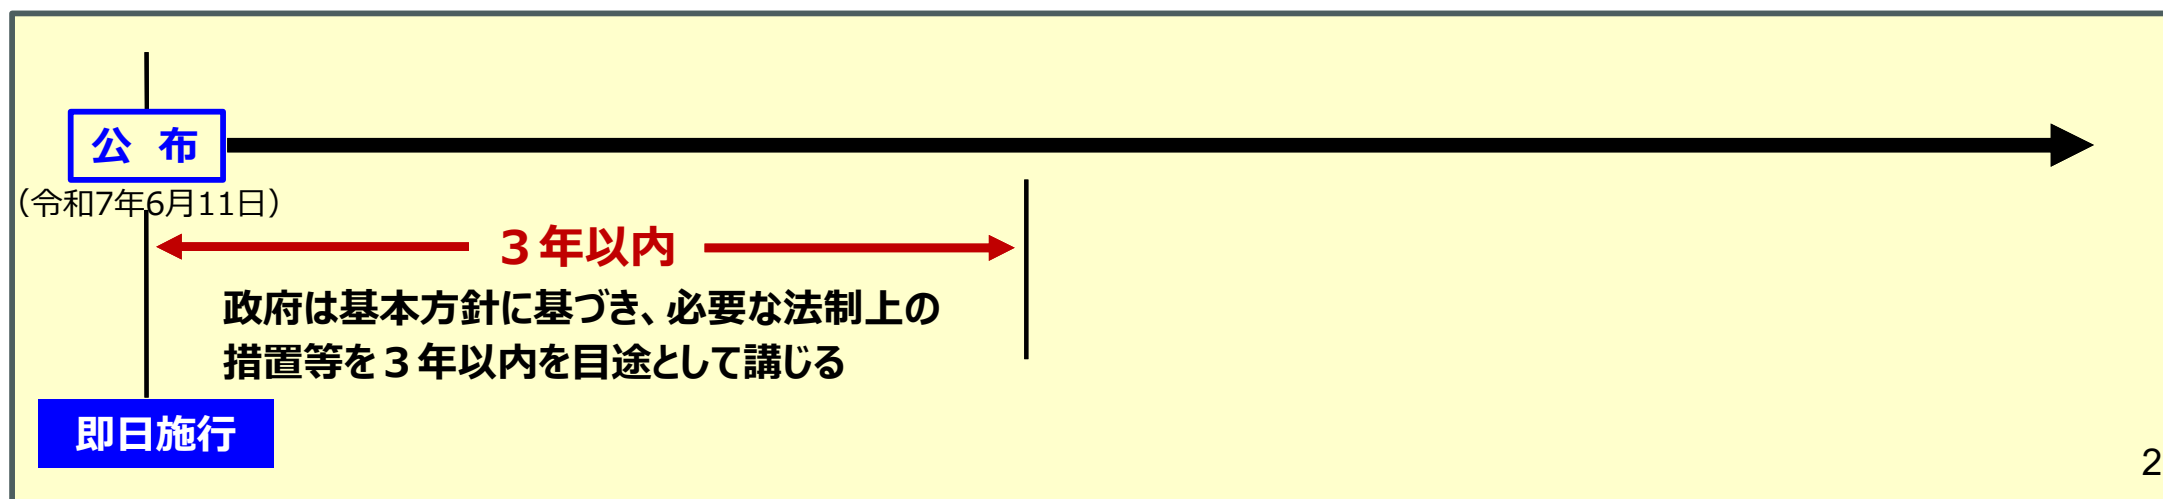 公 布
（令和7年6月11日）
３年以内
政府は基本方針に基づき、必要な法制上の
措置等を３年以内を目途として講じる
即日施行
2